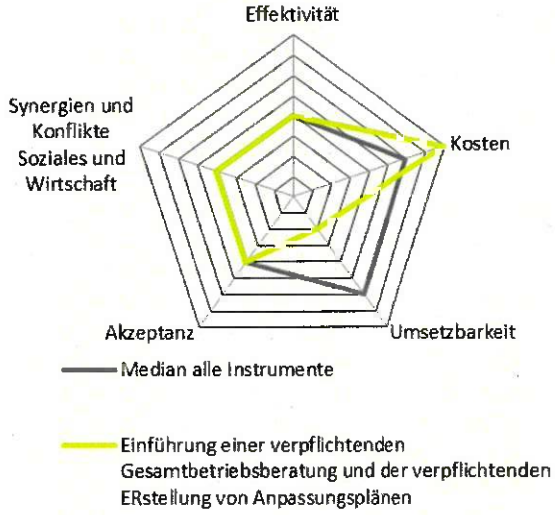 Effektivität
Synergien und
Konflikte
Soziales und
Wirtschaft
Kosten
Akzeptanz
Umsetzbarkeit
Median alle Instrumente
Einführung einer verpflichtenden
Gesamtbetriebsberatung und der verpflichtenden
ERstellung von Anpassungsplänen